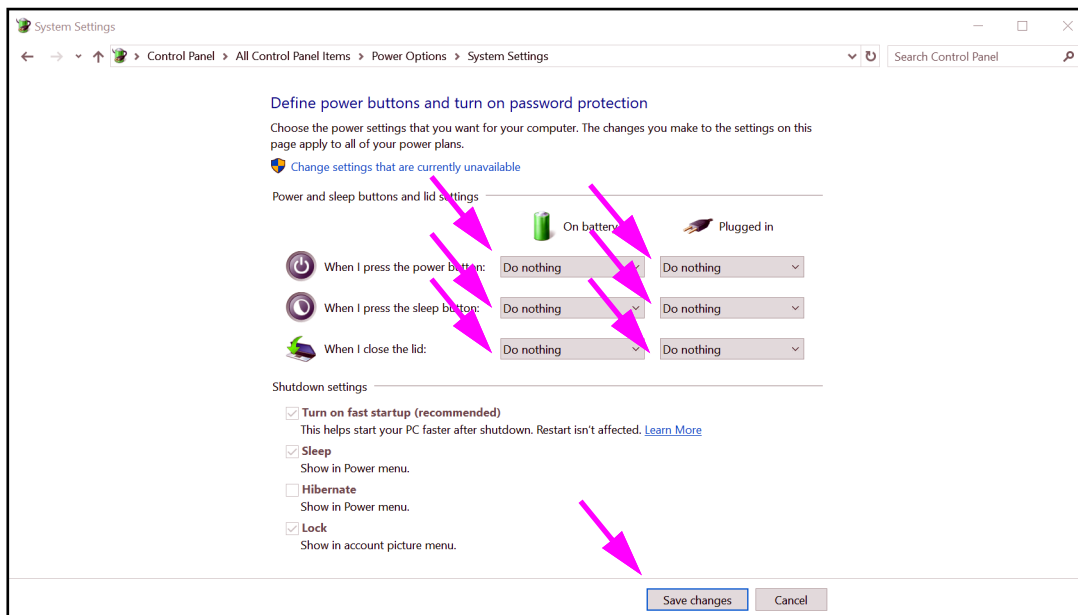 System Settings
Control Panel > All Control Panel Items > Power Options > System Settings
Search Control Panel
Define power buttons and turn on password protection
Choose the power settings that you want for your computer. The changes you make to the settings on this
page apply to all of your power plans.
Change settings that are currently unavailable
Power and sleep buttons and lid settings
On battery
Plugged in
When I press the power button:
Do nothing
Do nothing
When I press the sleep button:
Do nothing
Do nothing
When I close the lid:
Do nothing
Do nothing
Shutdown settings
Turn on fast startup (recommended)
This helps start your PC faster after shutdown. Restart isn't affected. Learn More
Sleep
Show in Power menu.
Hibernate
Show in Power menu.
Lock
Show in account picture menu.
Save changes
Cancel